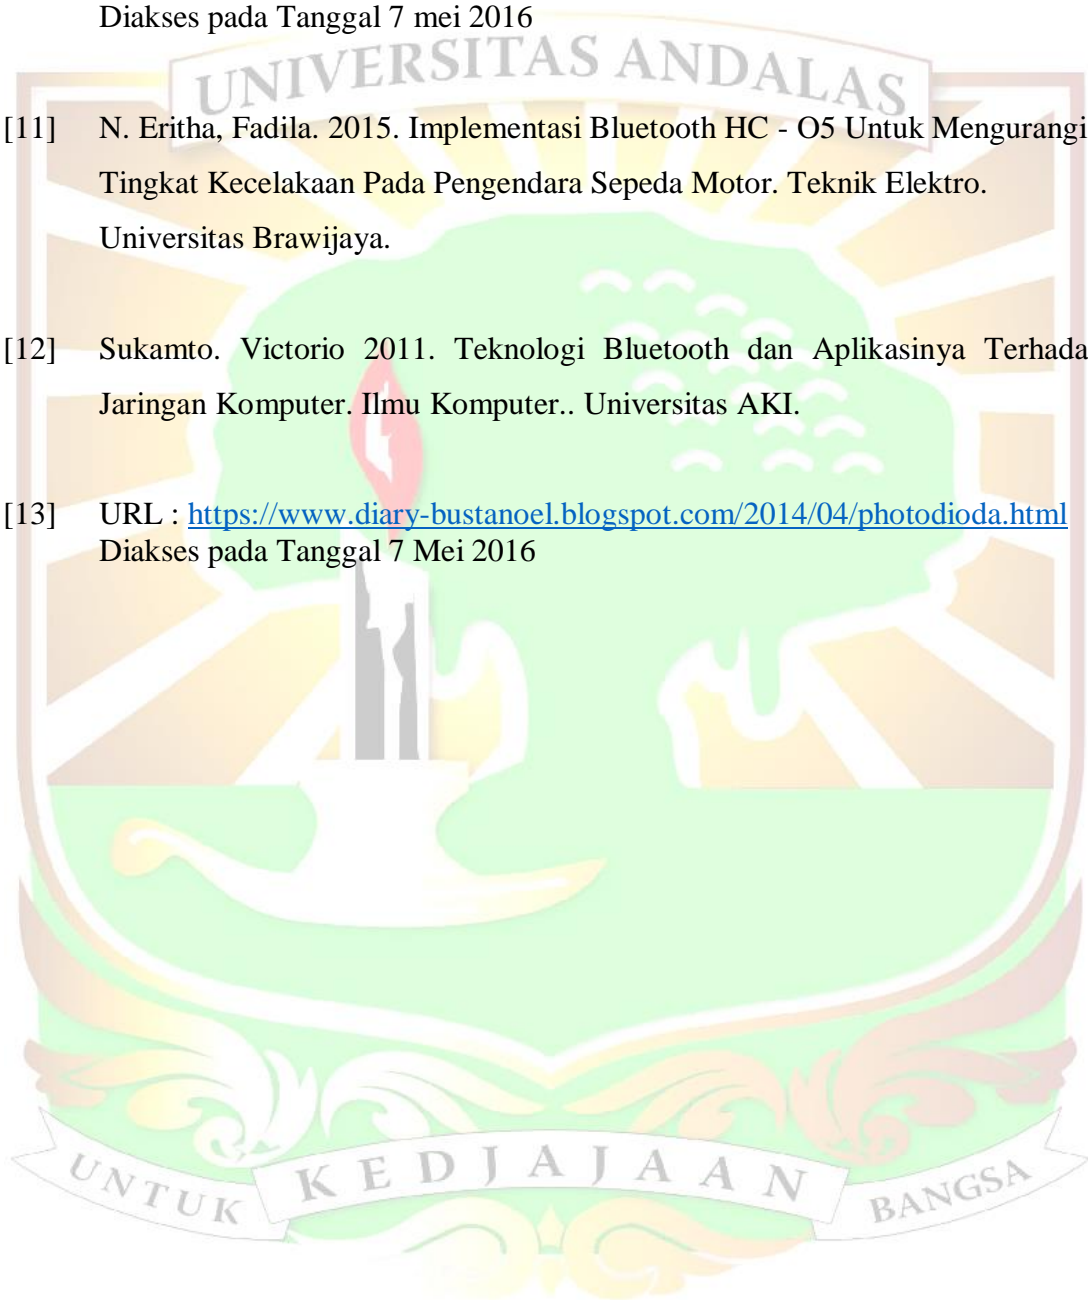 Diakses pada Tanggal 7 mei 2016
UNIVERSITAS ANDALAS
[11] N. Eritha, Fadila. 2015. Implementasi Bluetooth HC - O5 Untuk Mengurangi
Tingkat Kecelakaan Pada Pengendara Sepeda Motor. Teknik Elektro.
Universitas Brawijaya.
[12] Sukamto. Victorio 2011. Teknologi Bluetooth dan Aplikasinya Terhada
Jaringan Komputer. Ilmu Komputer.. Universitas AKI.
[13] URL : https://www.diary-bustanoel.blogspot.com/2014/04/photodioda.html
Diakses pada Tanggal 7 Mei 2016
UNTUK KEDJAJAAN BANGSA